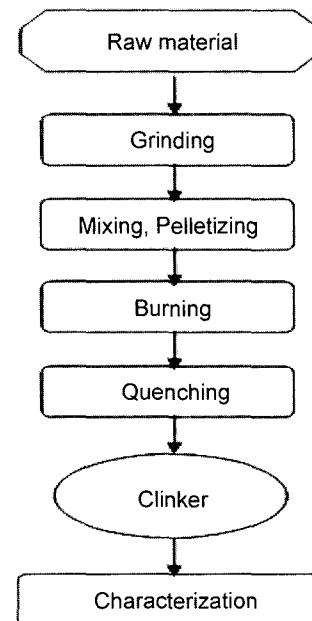 Raw material
Grinding
Mixing, Pelletizing
Burning
Quenching
Clinker
Characterization